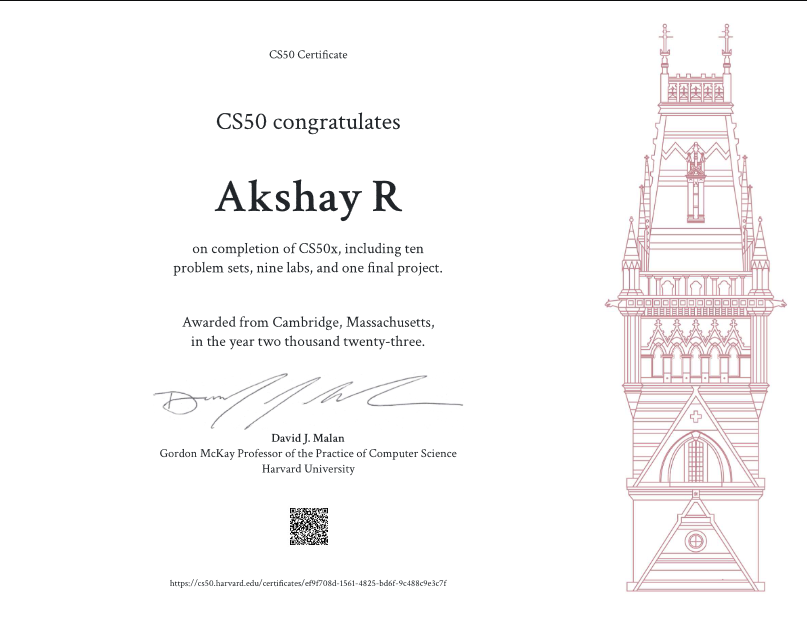 CS50 Certificate
CS50 congratulates
Akshay R
on completion of CS50x, including ten
problem sets, nine labs, and one final project.
Awarded from Cambridge, Massachusetts,
in the year two thousand twenty-three.
David J. Malan
Gordon McKay Professor of the Practice of Computer Science
Harvard University
https://cs50.harvard.edu/certificates/ef9f708d-1561-4825-bd6f-9c488c9e3c7f